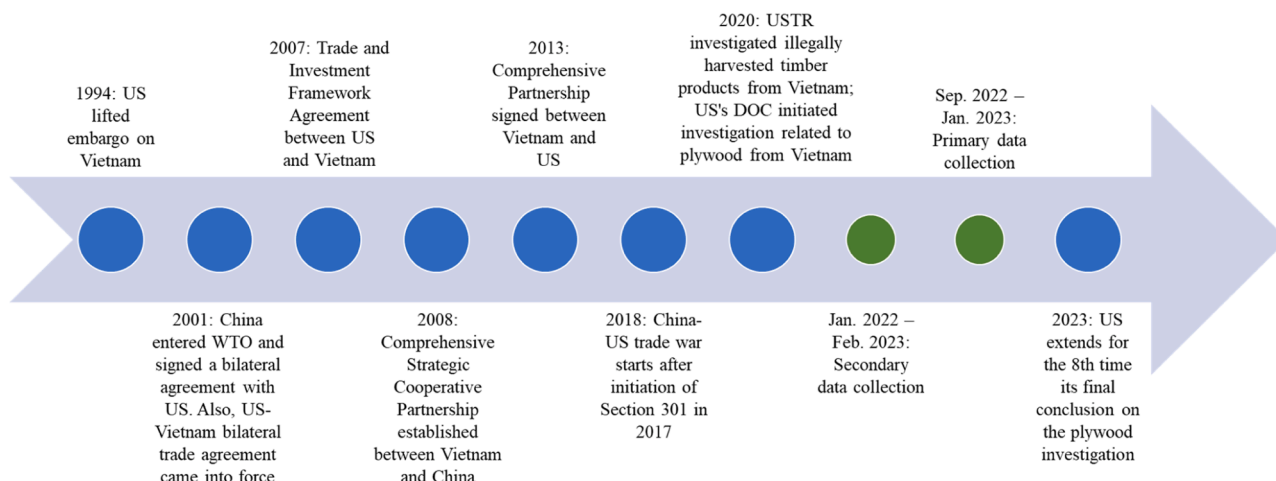 1994: US
lifted
embargo on
Vietnam
2001: China
entered WTO and
signed a bilateral
agreement with
US. Also, US-
Vietnam bilateral
trade agreement
came into force
2007: Trade and
Investment
Framework
Agreement
between US
and Vietnam
2008:
Comprehensive
Strategic
Cooperative
Partnership
established
between Vietnam
and China
2013:
Comprehensive
Partnership
signed between
Vietnam and
US
2018: China-
US trade war
starts after
initiation of
Section 301 in
2017
2020: USTR
investigated illegally
harvested timber
products from Vietnam;
US's DOC initiated
investigation related to
plywood from Vietnam
Jan. 2022 –
Feb. 2023:
Secondary
data collection
Sep. 2022 –
Jan. 2023:
Primary data
collection
2023: US
extends for
the 8th time
its final
conclusion on
the plywood
investigation